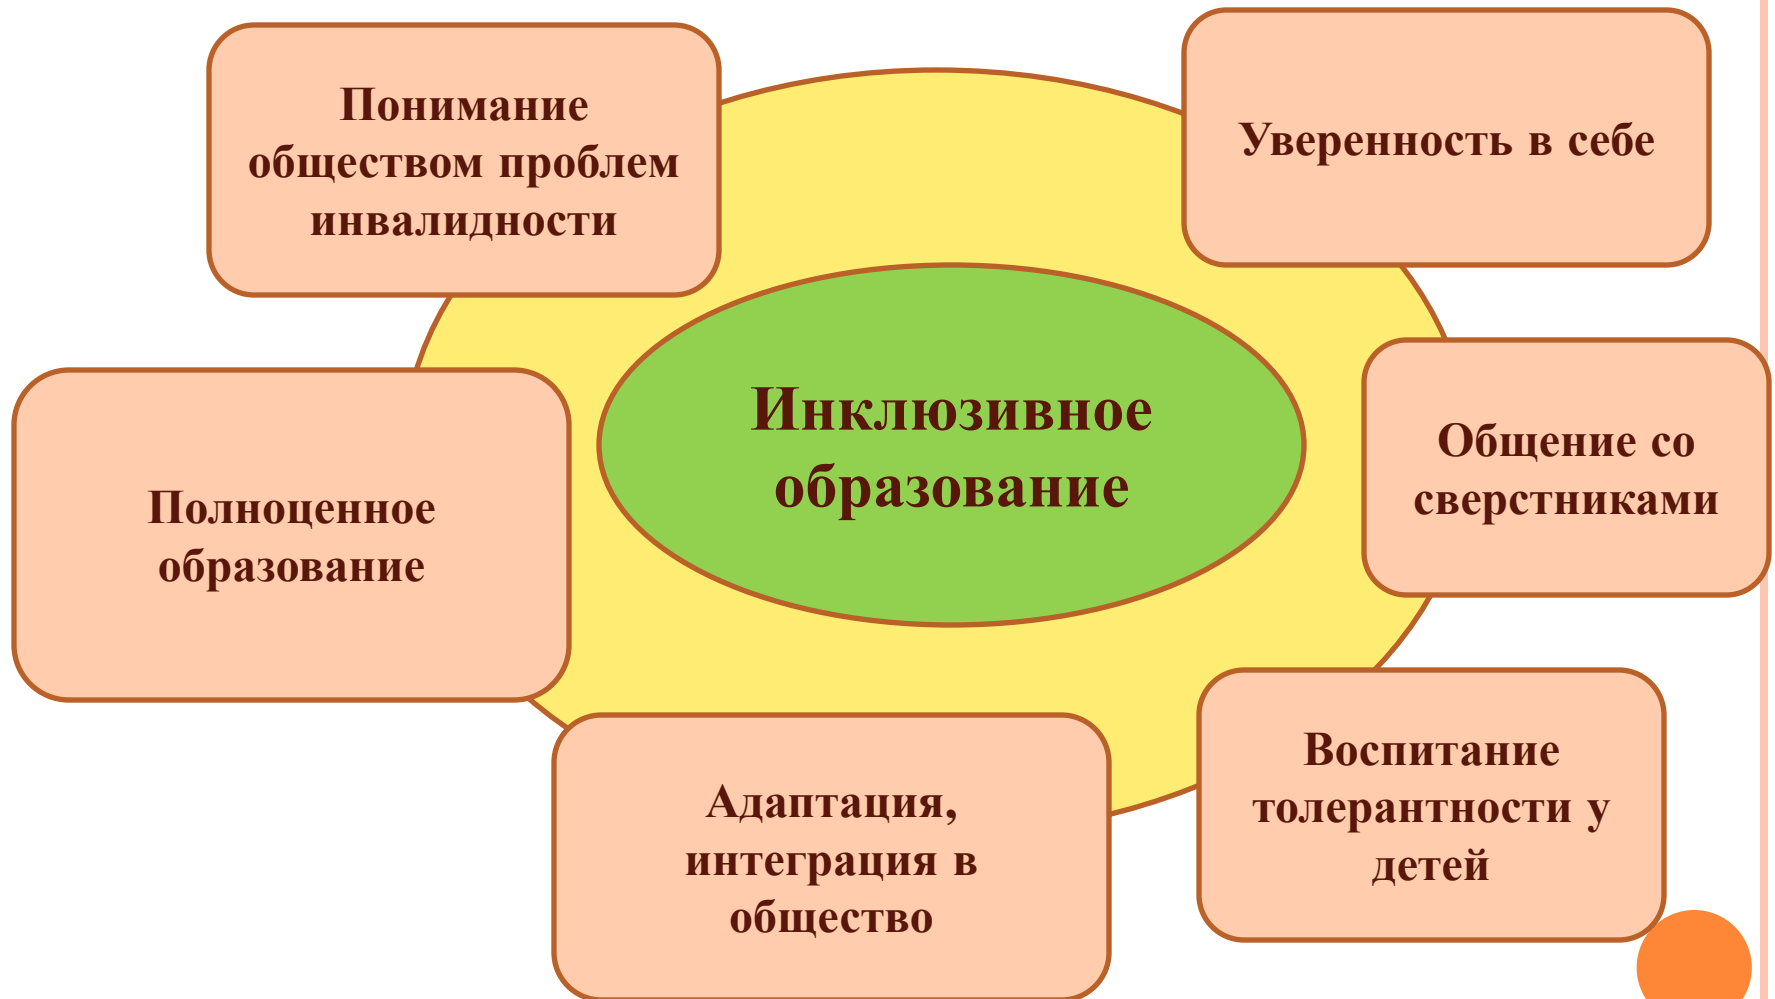 Понимание
обществом проблем
инвалидности
Уверенность в себе
Инклюзивное
образование
Общение со
сверстниками
Полноценное
образование
Воспитание
толерантности у
детей
Адаптация,
интеграция в
общество